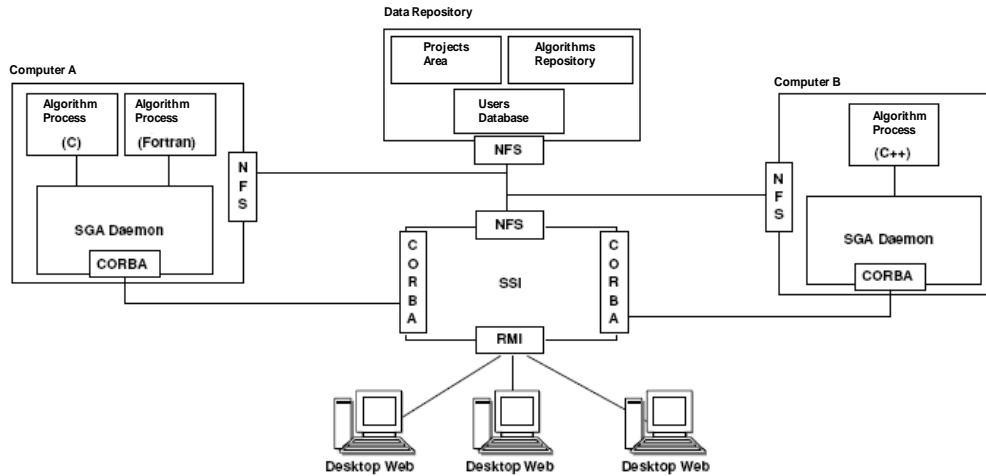 Data Repository
Projects
Area
Algorithms
Repository
Users
Database
NFS
Computer A
Algorithm
Process
(C)
Algorithm
Process
(Fortran)
N
F
S
SGA Daemon
CORBA
Computer B
Algorithm
Process
(C++)
N
F
S
SGA Daemon
CORBA
NFS
C
O
R
B
A
SSI
C
O
R
B
A
RMI
Desktop Web
Desktop Web
Desktop Web